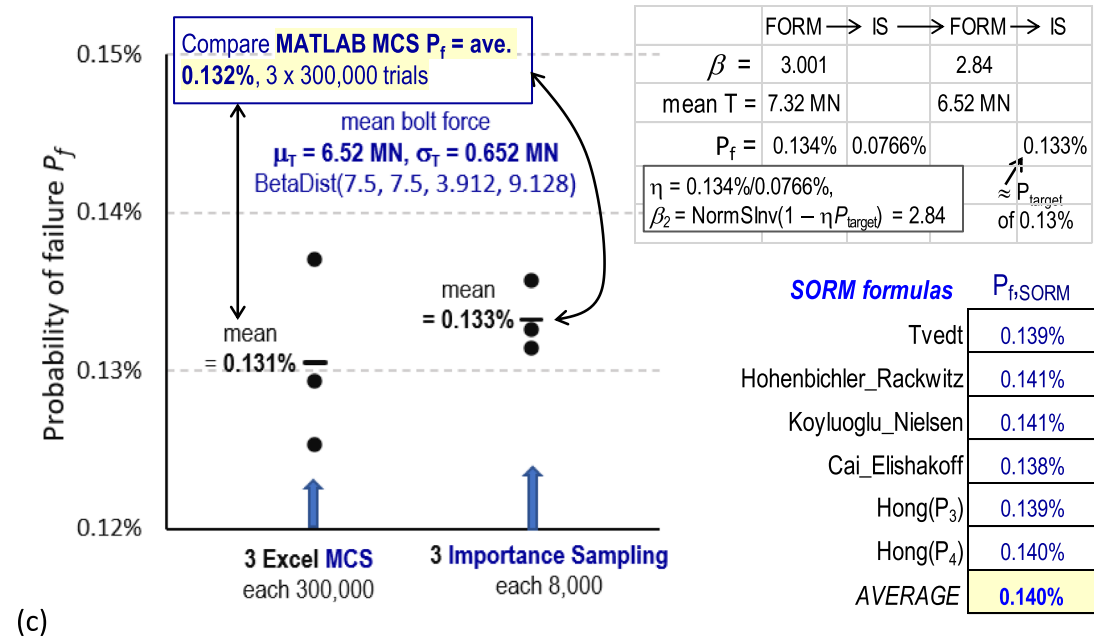 Probability of failure Pf
0.15%
0.14%
0.13%
0.12%
Compare MATLAB MCS Pf = ave.
0.132%, 3 x 300,000 trials
mean bolt force
μT = 6.52 MN, σT = 0.652 MN
BetaDist(7.5, 7.5, 3.912, 9.128)
mean
= 0.131%
mean
= 0.133%
3 Excel MCS
each 300,000
3 Importance Sampling
each 8,000
(c)
FORM → IS → FORM → IS
β = 3.001 2.84
mean T = 7.32 MN 6.52 MN
Pf = 0.134% 0.0766% 0.133%
η = 0.134%/0.0766%,
β2 = NormSInv(1 − ηPtarget) = 2.84
≈ Ptarget
of 0.13%
SORM formulas Pf,SORM
Tvedt 0.139%
Hohenbichler_Rackwitz 0.141%
Koyluoglu_Nielsen 0.141%
Cai_Elishakoff 0.138%
Hong(P3) 0.139%
Hong(P4) 0.140%
AVERAGE 0.140%